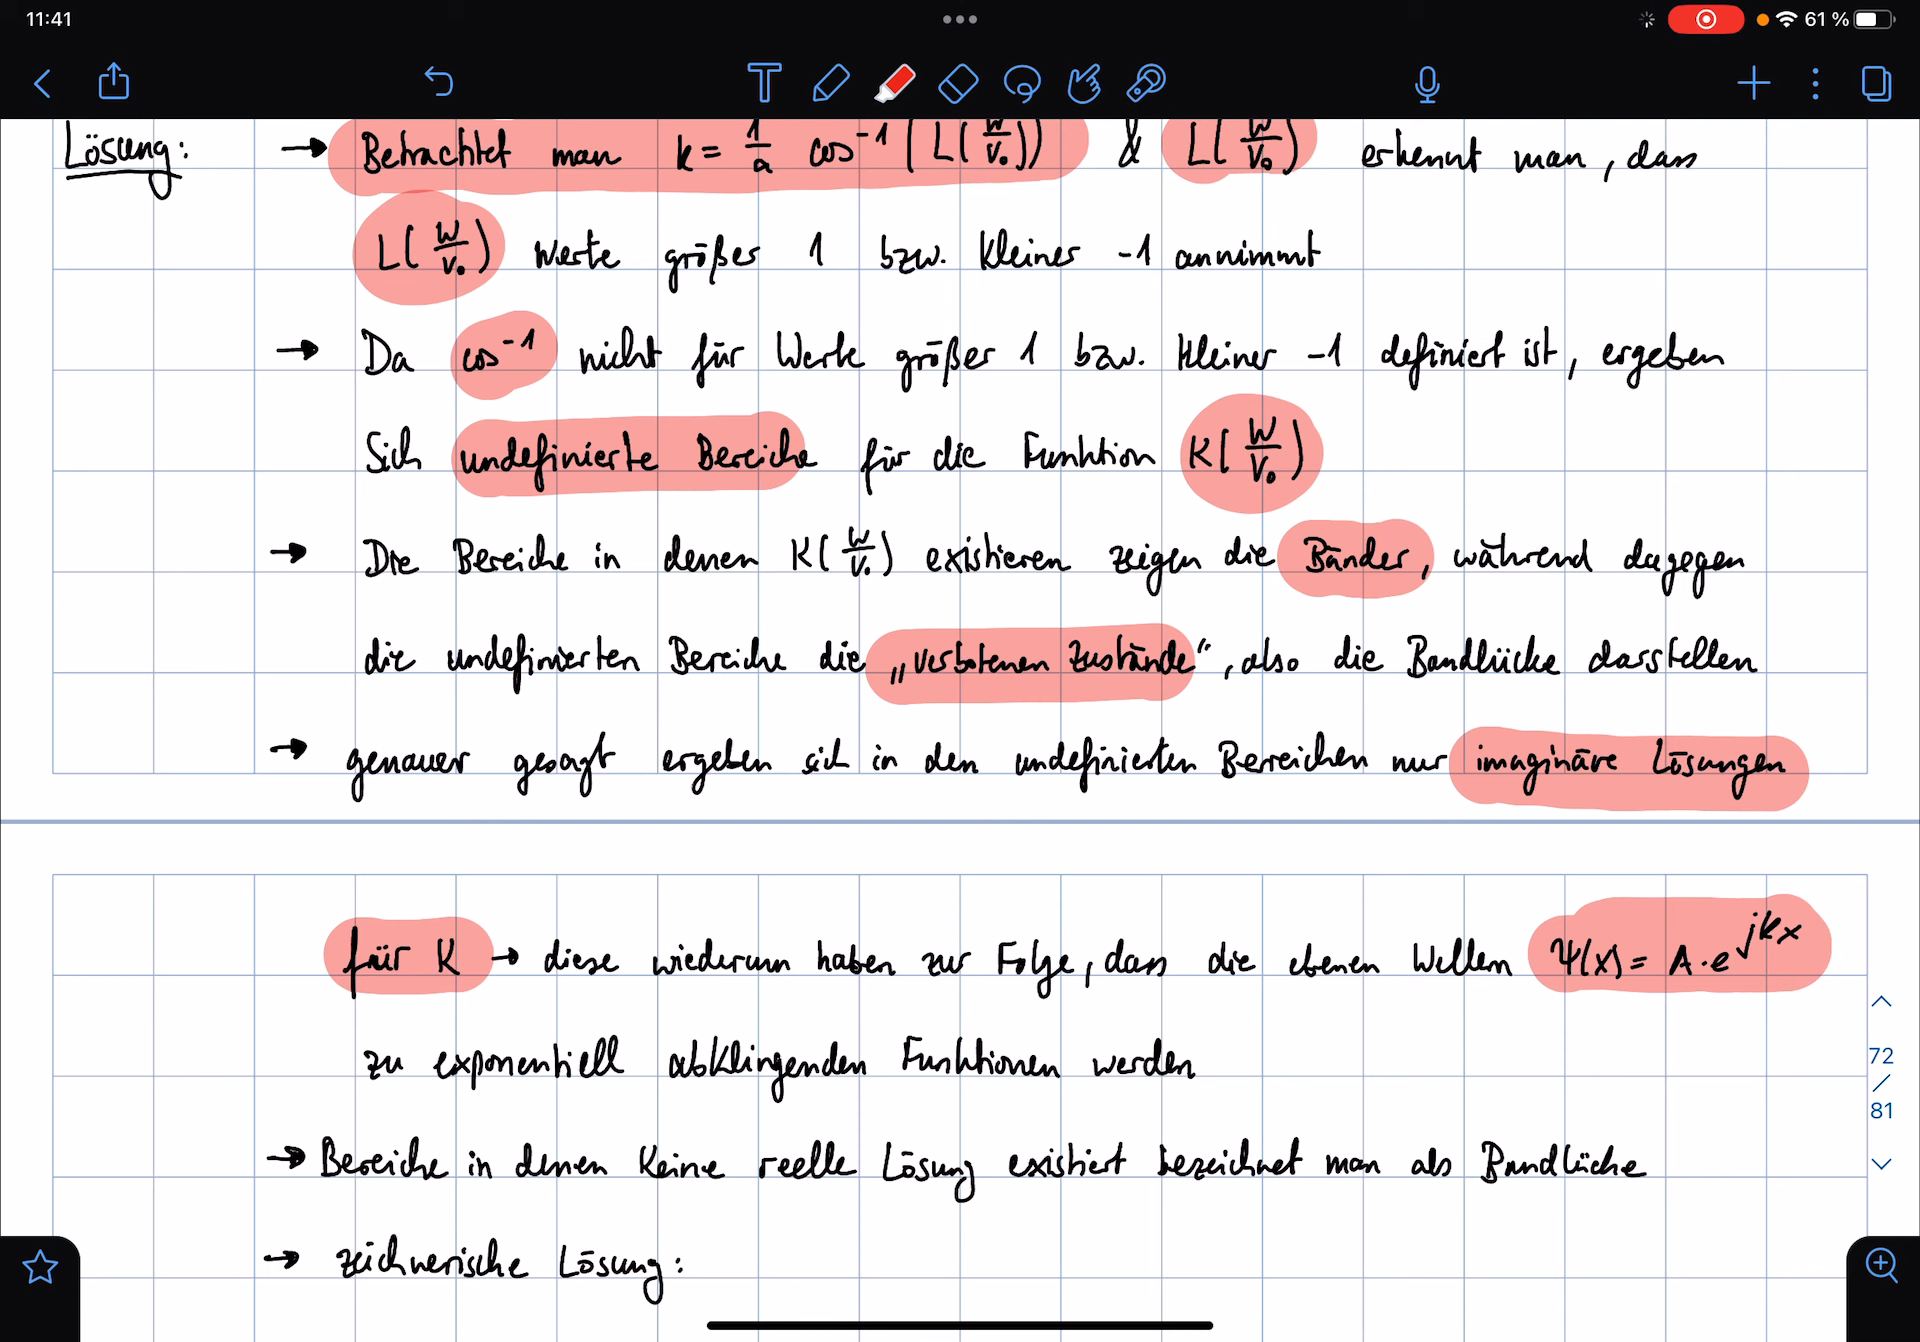 11:41
61 %
Lösung: → Betrachtet man k = 1/a cos⁻¹(L(W/V₀)) & L(W/V₀) erkennt man, dass
L(W/V₀) Werte größer 1 bzw. kleiner -1 annimmt
→ Da cos⁻¹ nicht für Werte größer 1 bzw. kleiner -1 definiert ist, ergeben
Sich undefinierte Bereiche für die Funktion K(W/V₀)
→ Die Bereiche in denen K(W/V₀) existieren zeigen die Bänder, während dagegen
die undefinierten Bereiche die „verbotenen Zustände“, also die Bandlücke darstellen
→ genauer gesagt ergeben sich in den undefinierten Bereichen nur imaginäre Lösungen
für K → diese wiederum haben zur Folge, dass die ebenen Wellen Ψ(x) = A·e^jkx
zu exponentiell abklingenden Funktionen werden
→ Bereiche in denen keine reelle Lösung existiert bezeichnet man als Bandlücke
→ zeichnerische Lösung:
72
/
81